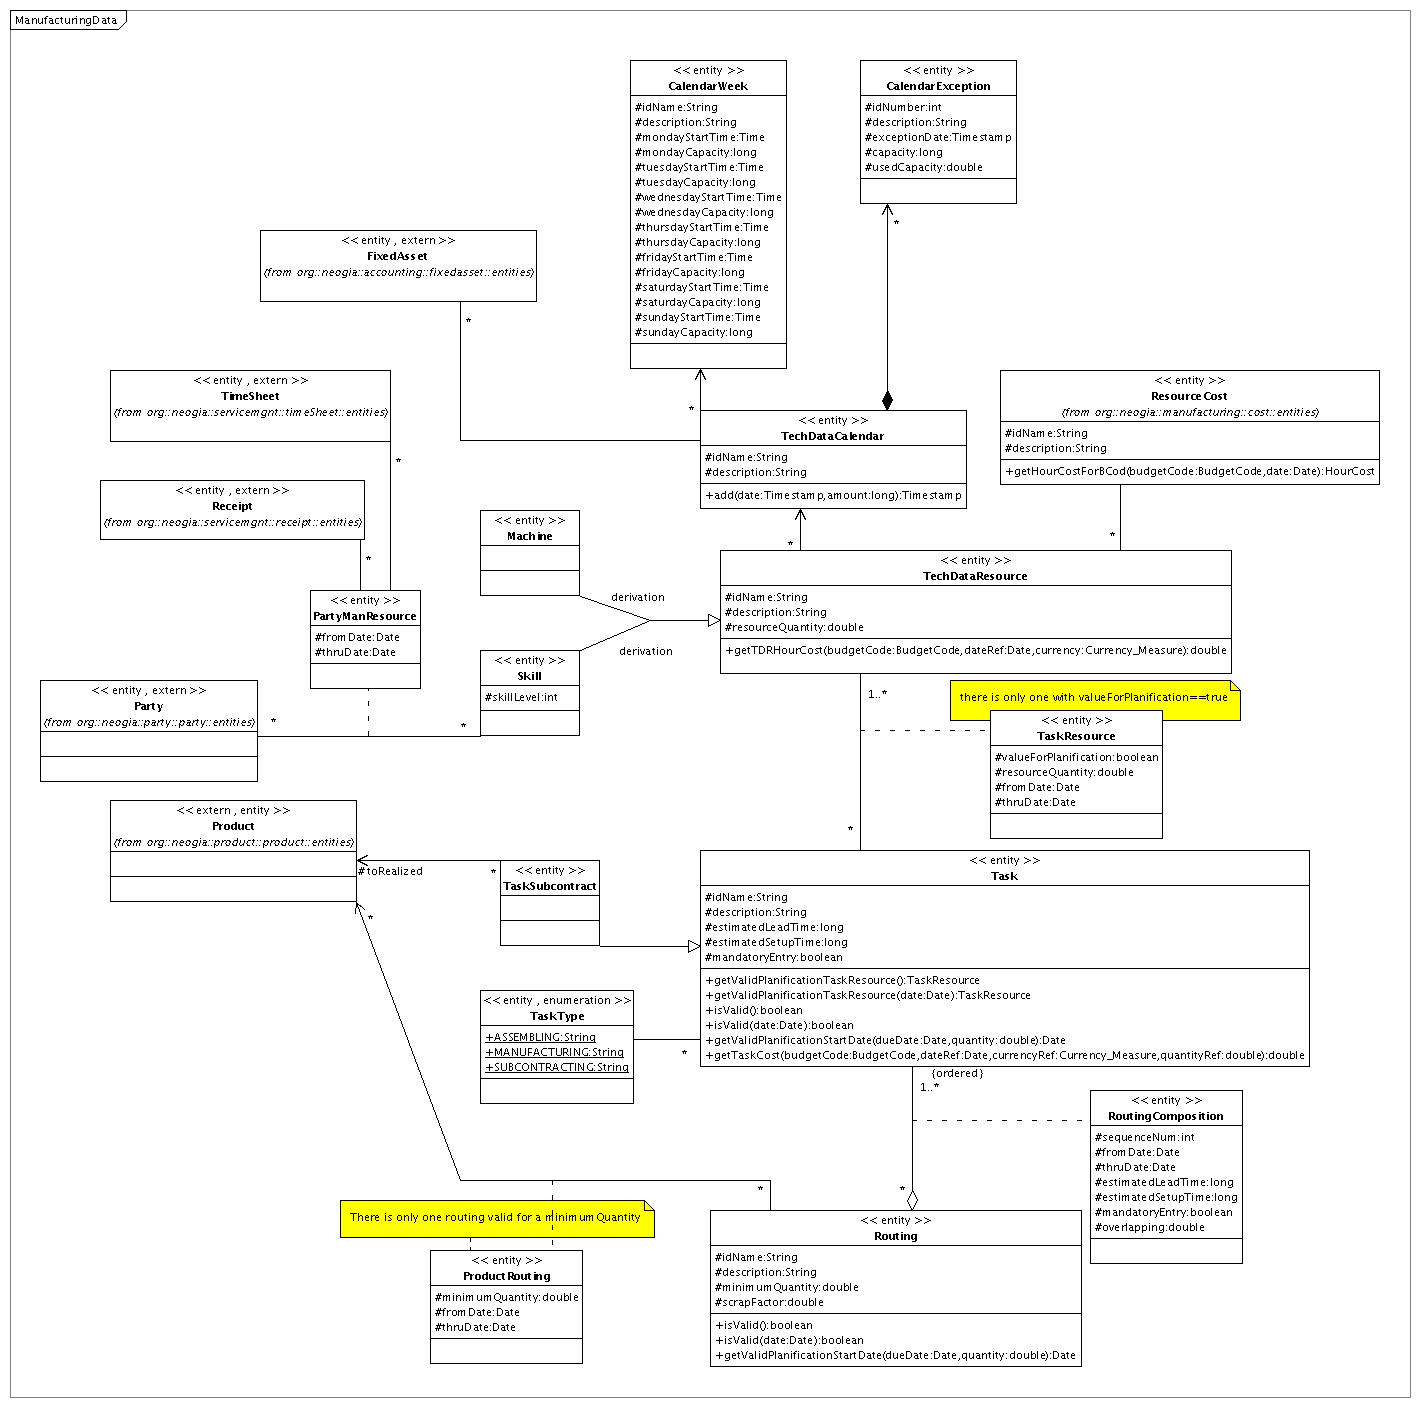 ManufacturingData
<< entity >>
CalendarWeek
#idName:String
#description:String
#mondayStartTime:Time
#mondayCapacity:long
#tuesdayStartTime:Time
#tuesdayCapacity:long
#wednesdayStartTime:Time
#wednesdayCapacity:long
#thursdayStartTime:Time
#thursdayCapacity:long
#fridayStartTime:Time
#fridayCapacity:long
#saturdayStartTime:Time
#saturdayCapacity:long
#sundayStartTime:Time
#sundayCapacity:long
<< entity >>
CalendarException
#idNumber:int
#description:String
#exceptionDate:Timestamp
#capacity:long
#usedCapacity:double
*
<< entity , extern >>
FixedAsset
(from org::neogia::accounting::fixedasset::entities)
*
<< entity , extern >>
TimeSheet
(from org::neogia::servicemgnt::timeSheet::entities)
*
<< entity , extern >>
Receipt
(from org::neogia::servicemgnt::receipt::entities)
*
*
<< entity >>
TechDataCalendar
#idName:String
#description:String
+add(date:Timestamp,amount:long):Timestamp
*
<< entity >>
ResourceCost
(from org::neogia::manufacturing::cost::entities)
#idName:String
#description:String
+getHourCostForBCod(budgetCode:BudgetCode,date:Date):HourCost
*
<< entity >>
Machine
derivation
<< entity >>
TechDataResource
#idName:String
#description:String
#resourceQuantity:double
+getTDRHourCost(budgetCode:BudgetCode,dateRef:Date,currency:Currency_Measure):double
<< entity >>
PartyManResource
#fromDate:Date
#thruDate:Date
derivation
<< entity >>
Skill
#skillLevel:int
<< entity , extern >>
Party
(from org::neogia::party::party::entities)
*
*
1..*
there is only one with valueForPlanification==true
<< entity >>
TaskResource
#valueForPlanification:boolean
#resourceQuantity:double
#fromDate:Date
#thruDate:Date
*
<< extern , entity >>
Product
(from org::neogia::product::product::entities)
#toRealized
*
*
<< entity >>
TaskSubcontract
<< entity >>
Task
#idName:String
#description:String
#estimatedLeadTime:long
#estimatedSetupTime:long
#mandatoryEntry:boolean
+getValidPlanificationTaskResource():TaskResource
+getValidPlanificationTaskResource(date:Date):TaskResource
+isValid():boolean
+isValid(date:Date):boolean
+getValidPlanificationStartDate(dueDate:Date,quantity:double):Date
+getTaskCost(budgetCode:BudgetCode,dateRef:Date,currencyRef:Currency_Measure,quantityRef:double):double
<< entity , enumeration >>
TaskType
+ASSEMBLING:String
+MANUFACTURING:String
+SUBCONTRACTING:String
*
{ordered}
1..*
<< entity >>
RoutingComposition
#sequenceNum:int
#fromDate:Date
#thruDate:Date
#estimatedLeadTime:long
#estimatedSetupTime:long
#mandatoryEntry:boolean
#overlapping:double
*
*
There is only one routing valid for a minimumQuantity
<< entity >>
ProductRouting
#minimumQuantity:double
#fromDate:Date
#thruDate:Date
<< entity >>
Routing
#idName:String
#description:String
#minimumQuantity:double
#scrapFactor:double
+isValid():boolean
+isValid(date:Date):boolean
+getValidPlanificationStartDate(dueDate:Date,quantity:double):Date